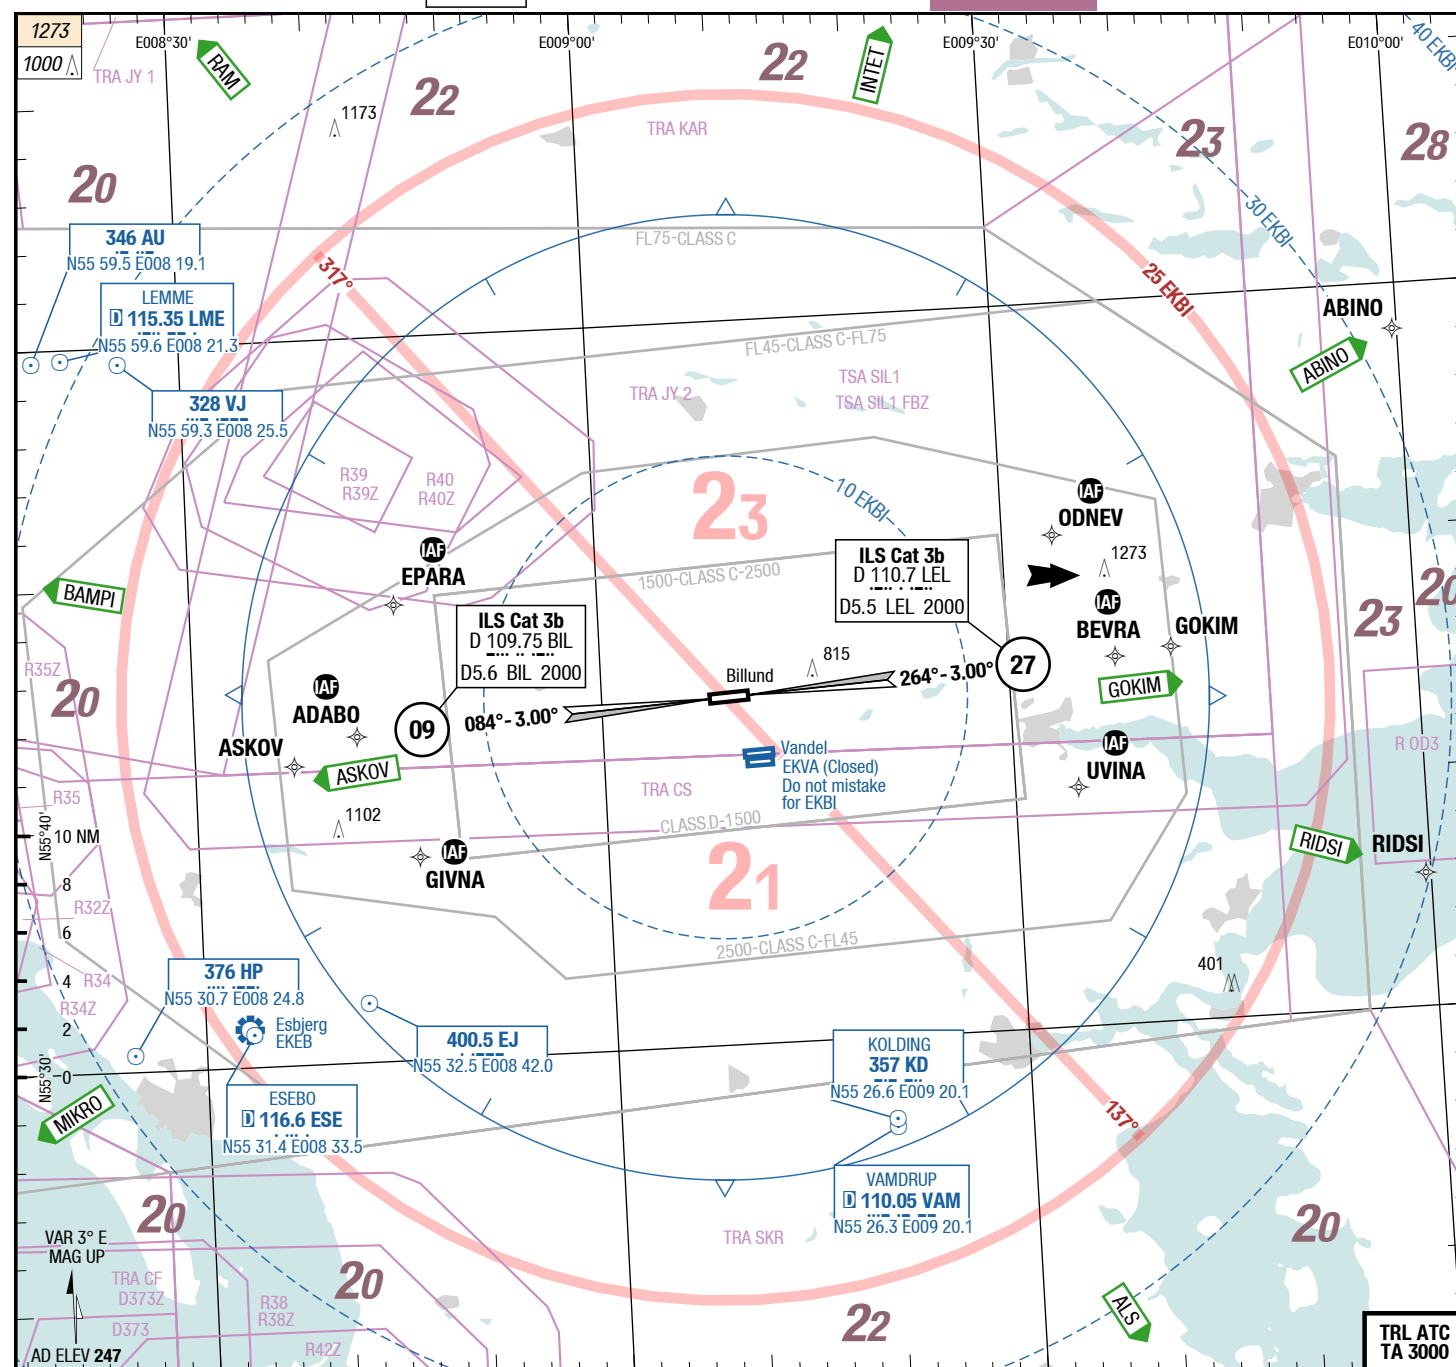 1273
1000
E008°30'
E009°00'
E009°30'
E010°00'
40 EKBI
RAM
INTET
TRA JY 1
22
22
1173
TRA KAR
23
28
20
30 EKBI
346 AU
N55 59.5 E008 19.1
FL75-CLASS C
317°
25 EKBI
LEMME
D 115.35 LME
N55 59.6 E008 21.3
ABINO
ABINO
FL45-CLASS C-FL75
328 VJ
N55 59.3 E008 25.5
TRA JY 2
TSA SIL1
TSA SIL1 FBZ
R39
R39Z
R40
R40Z
23
10 EKBI
IAF
ODNEV
IAF
EPARA
1500-CLASS C-2500
ILS Cat 3b
D 110.7 LEL
D5.5 LEL 2000
1273
BAMPI
ILS Cat 3b
D 109.75 BIL
D5.6 BIL 2000
IAF
BEVRA
GOKIM
23
20
R35Z
20
815
Billund
264°-3.00°
27
GOKIM
IAF
ADABO
09
084°-3.00°
ASKOV
ASKOV
Vandel
EKVA (Closed)
Do not mistake
for EKBI
IAF
UVINA
R OD3
R35
TRA CS
1102
CLASS D-1500
N55°40'
10 NM
8
6
4
2
0
N55°30'
IAF
GIVNA
RIDSI
RIDSI
21
R32Z
2500-CLASS C-FL45
R34
R34Z
376 HP
N55 30.7 E008 24.8
401
Esbjerg
EKEB
400.5 EJ
N55 32.5 E008 42.0
KOLDING
357 KD
N55 26.6 E009 20.1
MIKRO
ESEBO
D 116.6 ESE
N55 31.4 E008 33.5
137°
VAMDRUP
D 110.05 VAM
N55 26.3 E009 20.1
20
VAR 3° E
MAG UP
TRA SKR
20
TRA CF
D373Z
20
R38
R38Z
D373
22
ALS
R42Z
AD ELEV 247
TRL ATC
TA 3000